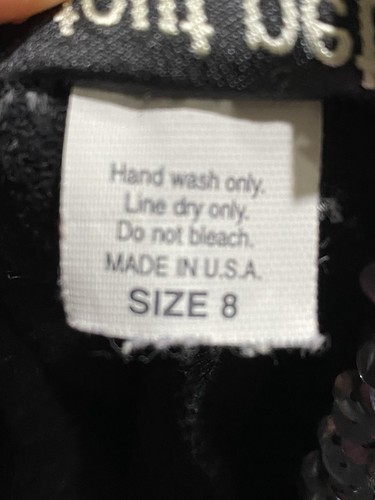 Hand wash only.
Line dry only.
Do not bleach.
MADE IN U.S.A.
SIZE 8